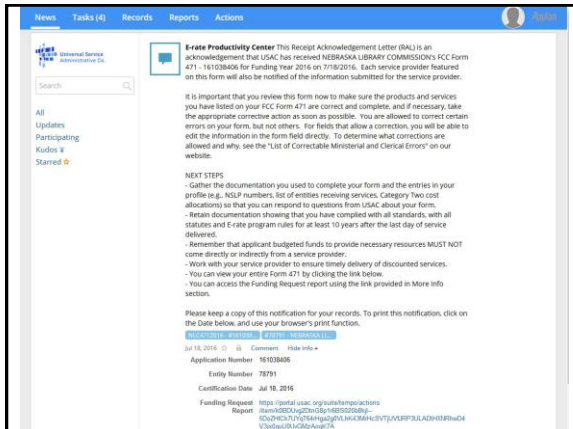 News Tasks (4) Records Reports Actions
Appian
Universal Service
Administrative Co.
Search
All
Updates
Participating
Kudos
Starred
E-rate Productivity Center This Receipt Acknowledgement Letter (RAL) is an
acknowledgement that USAC has received NEBRASKA LIBRARY COMMISSION'S FCC Form
471 - 161038406 for Funding Year 2016 on 7/18/2016. Each service provider featured
on this form will also be notified of the information submitted for the service provider.
It is important that you review this form now to make sure the products and services
you have listed on your FCC Form 471 are correct and complete, and if necessary, take
the appropriate corrective action as soon as possible. You are allowed to correct certain
errors on your form, but not others. For fields that allow a correction, you will be able to
edit the information in the form field directly. To determine what corrections are
allowed and why, see the "List of Correctable Ministerial and Clerical Errors" on our
website.
NEXT STEPS
- Gather the documentation you used to complete your form and the entries in your
profile (e.g., NSLP numbers, list of entities receiving services, Category Two cost
allocations) so that you can respond to questions from USAC about your form.
- Retain documentation showing that you have complied with all standards, with all
statutes and E-rate program rules for at least 10 years after the last day of service
delivered.
- Remember that applicant budgeted funds to provide necessary resources MUST NOT
come directly or indirectly from a service provider.
- Work with your service provider to ensure timely delivery of discounted services.
- You can view your entire Form 471 by clicking the link below.
- You can access the Funding Request report using the link provided in More Info
section.
Please keep a copy of this notification for your records. To print this notification, click on
the Date below, and use your browser's print function.
NLC4712016 - #161038... #78791 - NEBRASKA LI...
Jul 18, 2016 Comment Hide Info
Application Number 161038406
Entity Number 78791
Certification Date Jul 18, 2016
Funding Request https://portal.usac.org/suite/tempo/actions
Report